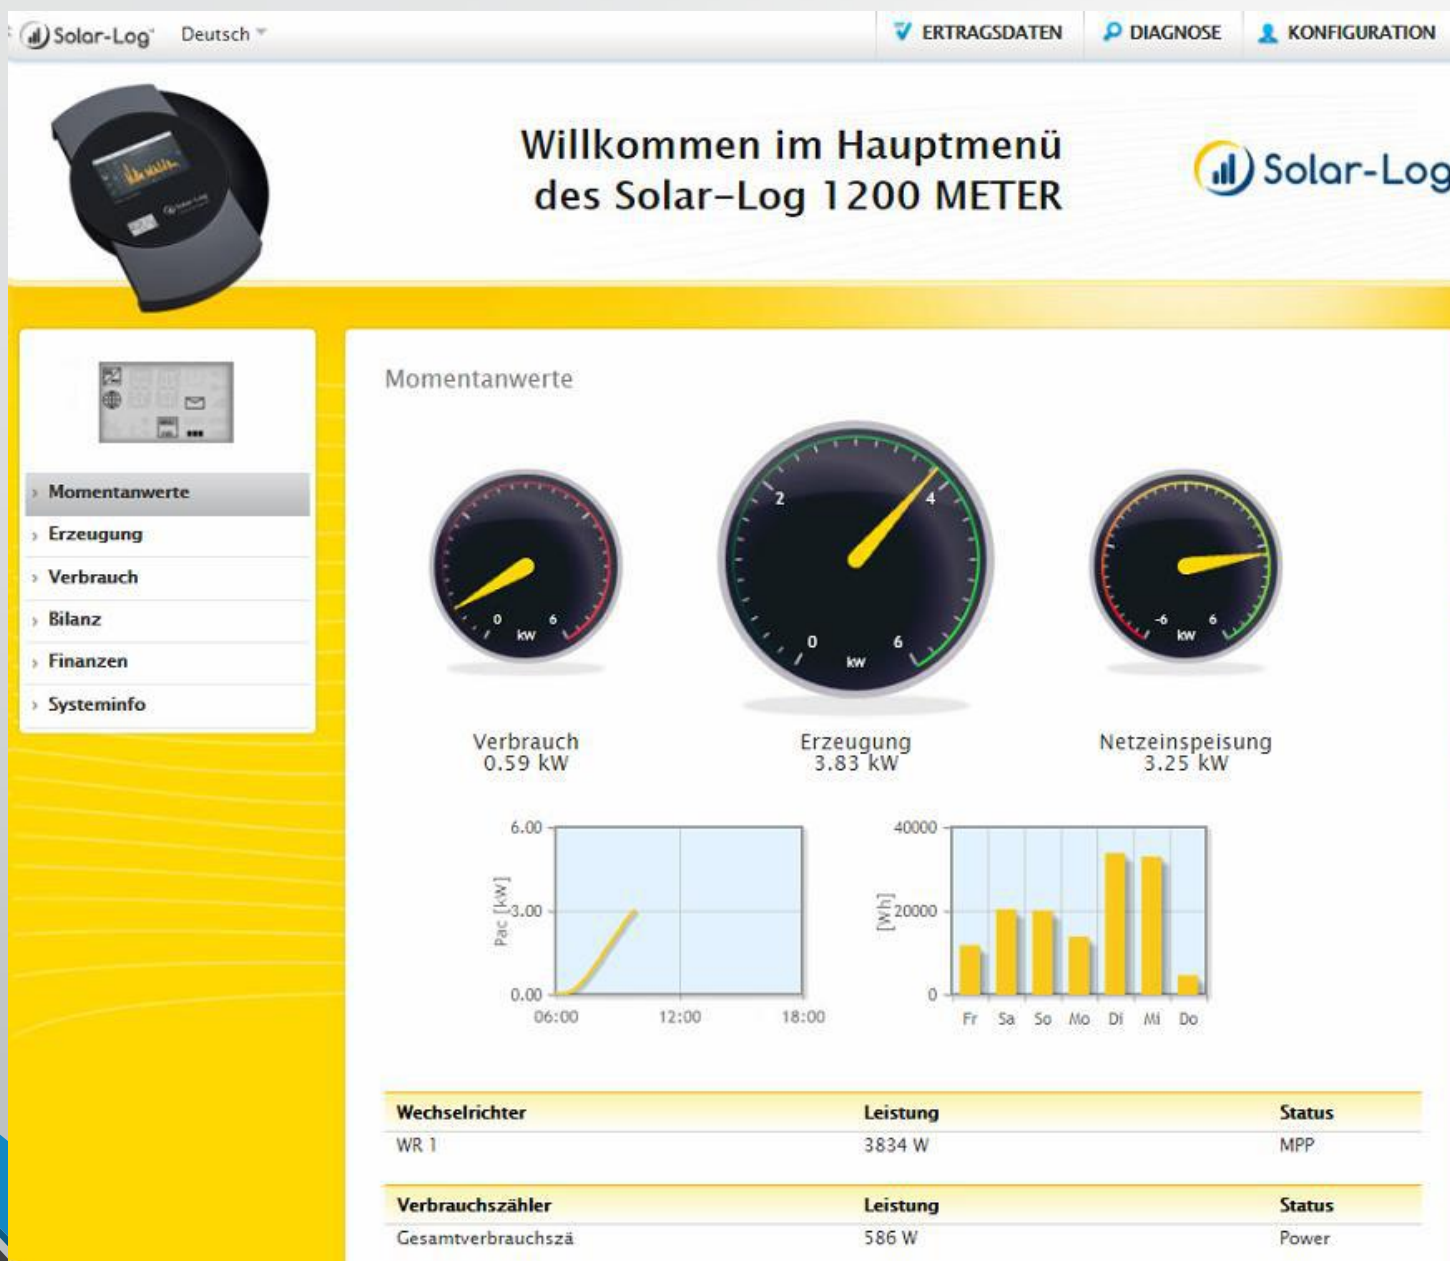 Solar-Log™ Deutsch
ERTRAGSDATEN DIAGNOSE KONFIGURATION
Willkommen im Hauptmenü
des Solar-Log 1200 METER
Solar-Log
Momentanwerte
Erzeugung
Verbrauch
Bilanz
Finanzen
Systeminfo
Momentanwerte
0 6
kW
2 4
0 6
kW
-6 6
kW
Verbrauch
0.59 kW
Erzeugung
3.83 kW
Netzeinspeisung
3.25 kW
6.00
Pac [kW]
3.00
0.00
06:00 12:00 18:00
40000
[Wh]
20000
0
Fr Sa So Mo Di Mi Do
Wechselrichter Leistung Status
WR 1 3834 W MPP
Verbrauchszähler Leistung Status
Gesamtverbrauchszä 586 W Power